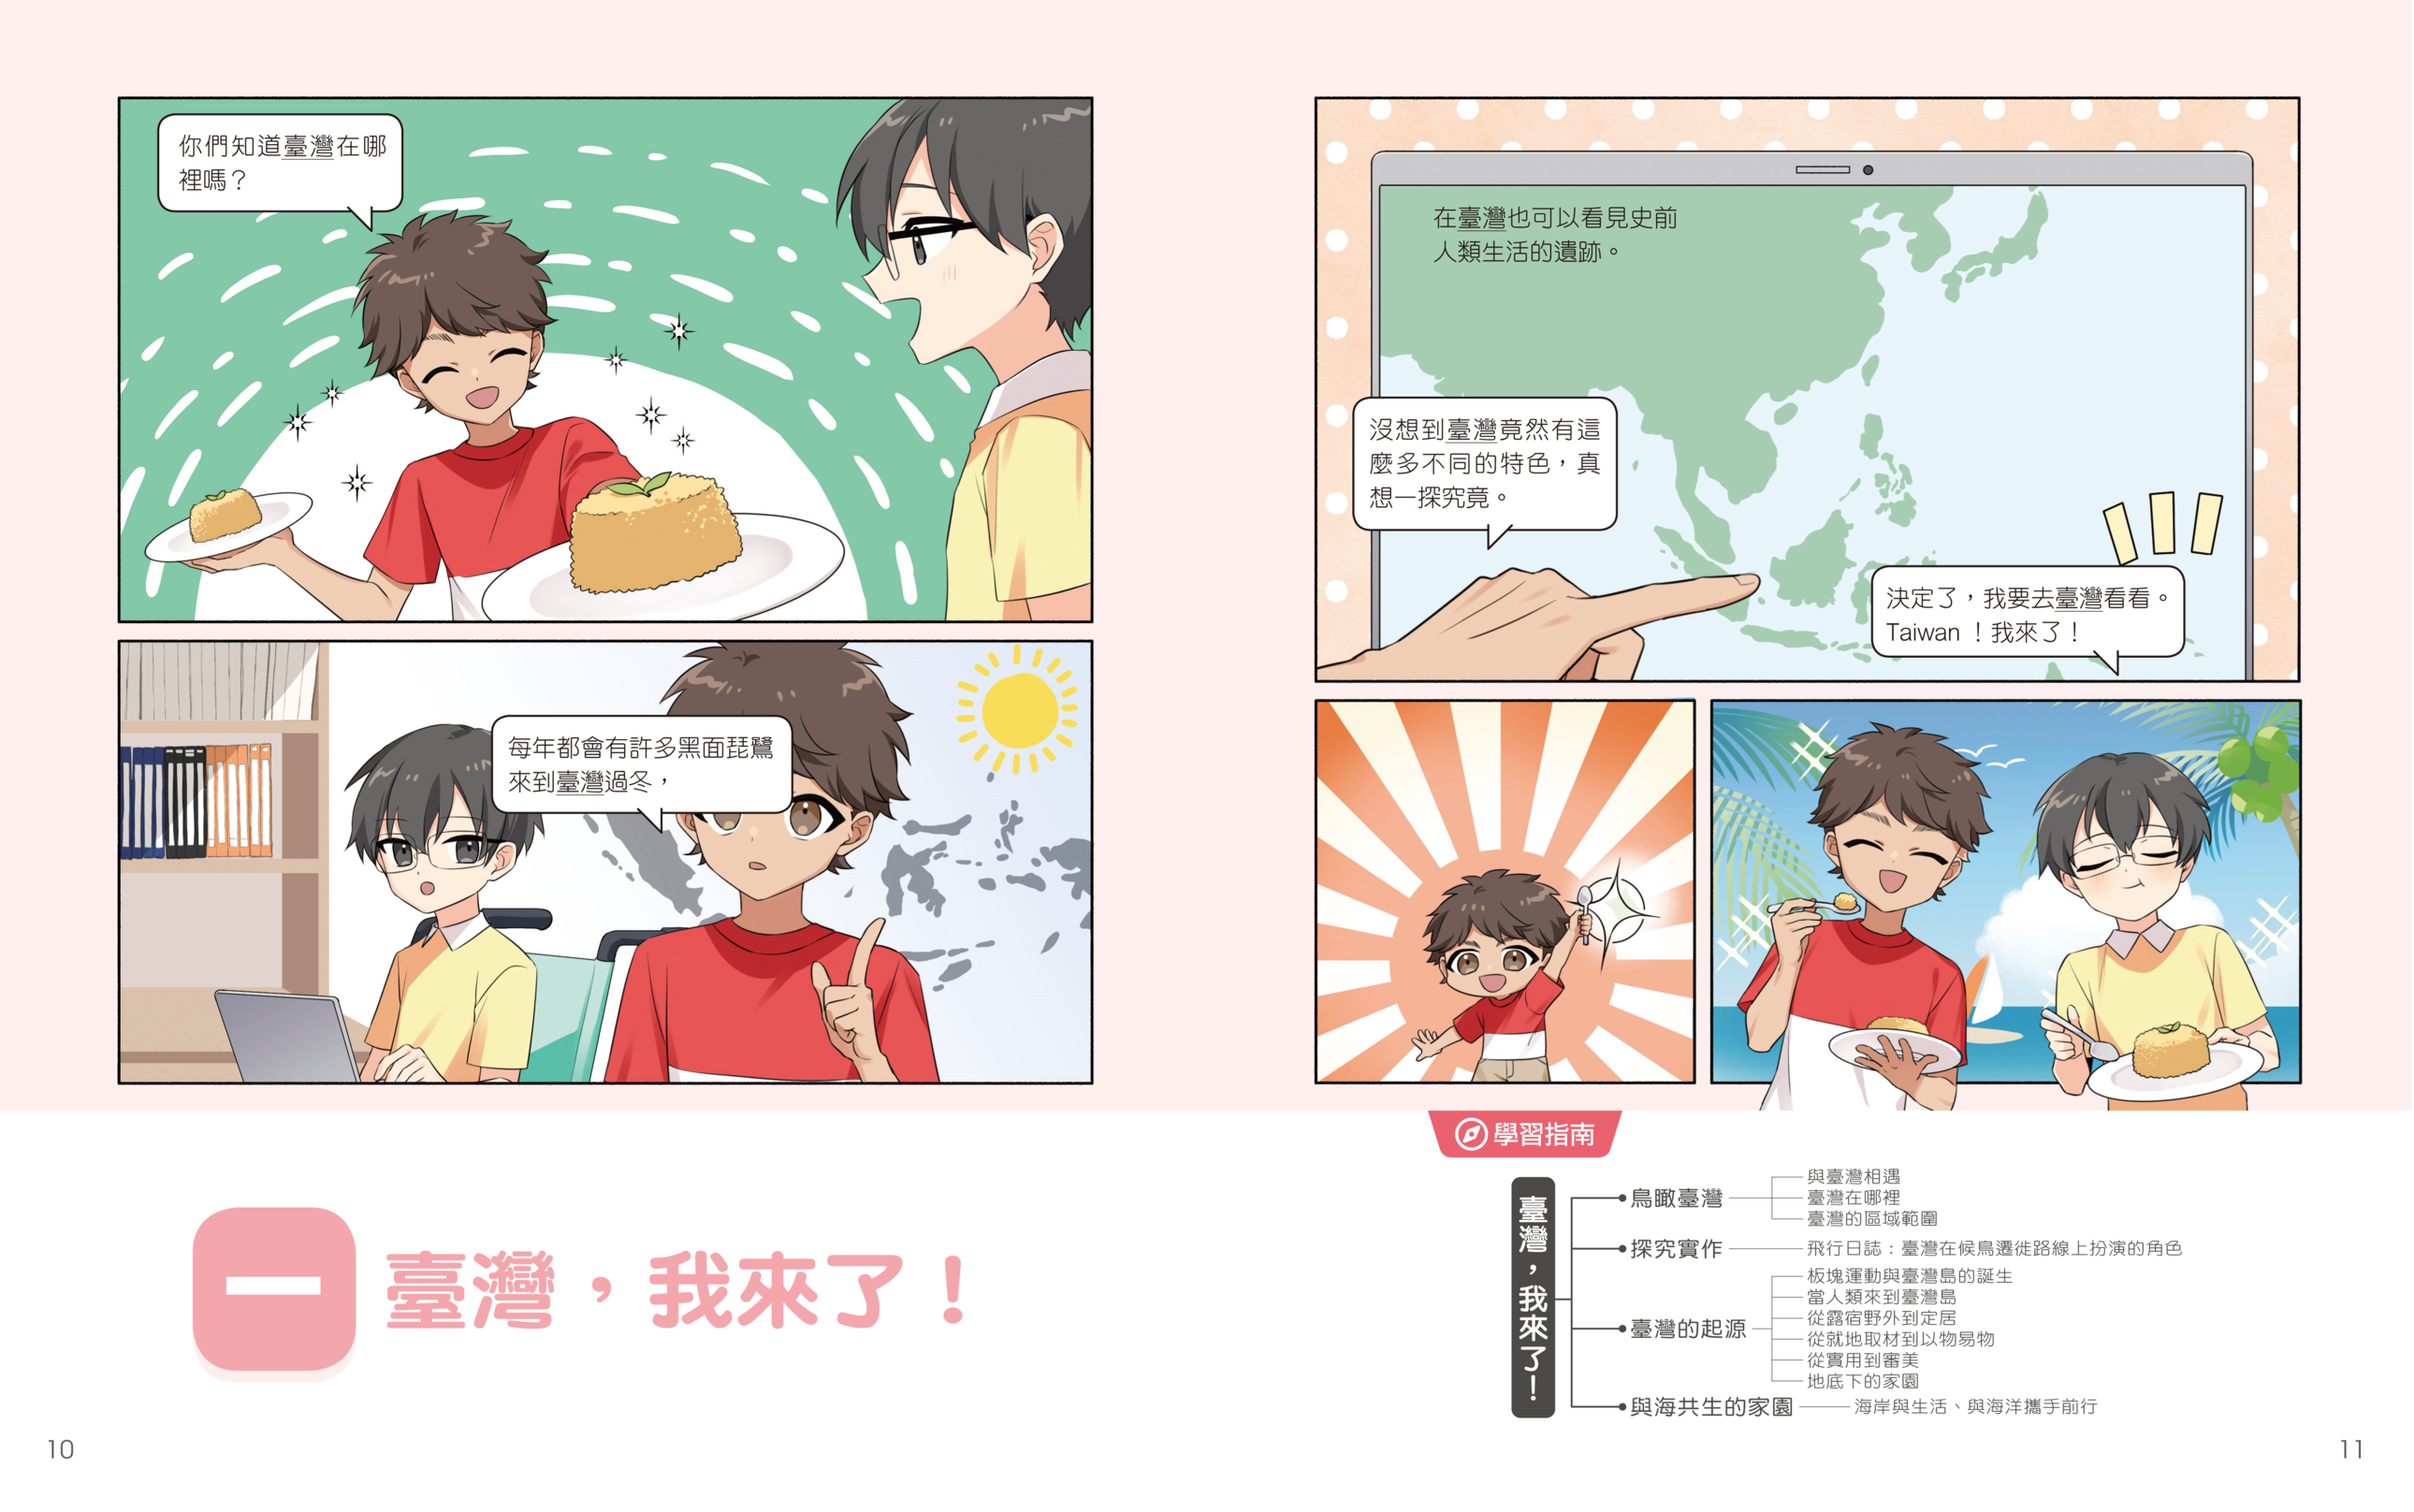 你們知道臺灣在哪
裡嗎？
每年都會有許多黑面琵鷺
來到臺灣過冬，
在臺灣也可以看見史前
人類生活的遺跡。
沒想到臺灣竟然有這
麼多不同的特色，真
想一探究竟。
決定了，我要去臺灣看看。
Taiwan！我來了！
一 臺灣，我來了！
學習指南
臺灣，我來了！
鳥瞰臺灣
與臺灣相遇
臺灣在哪裡
臺灣的區域範圍
探究實作
飛行日誌：臺灣在候鳥遷徙路線上扮演的角色
臺灣的起源
板塊運動與臺灣島的誕生
當人類來到臺灣島
從露宿野外到定居
從就地取材到以物易物
從實用到審美
地底下的家園
與海共生的家園
海岸與生活、與海洋攜手前行
10
11